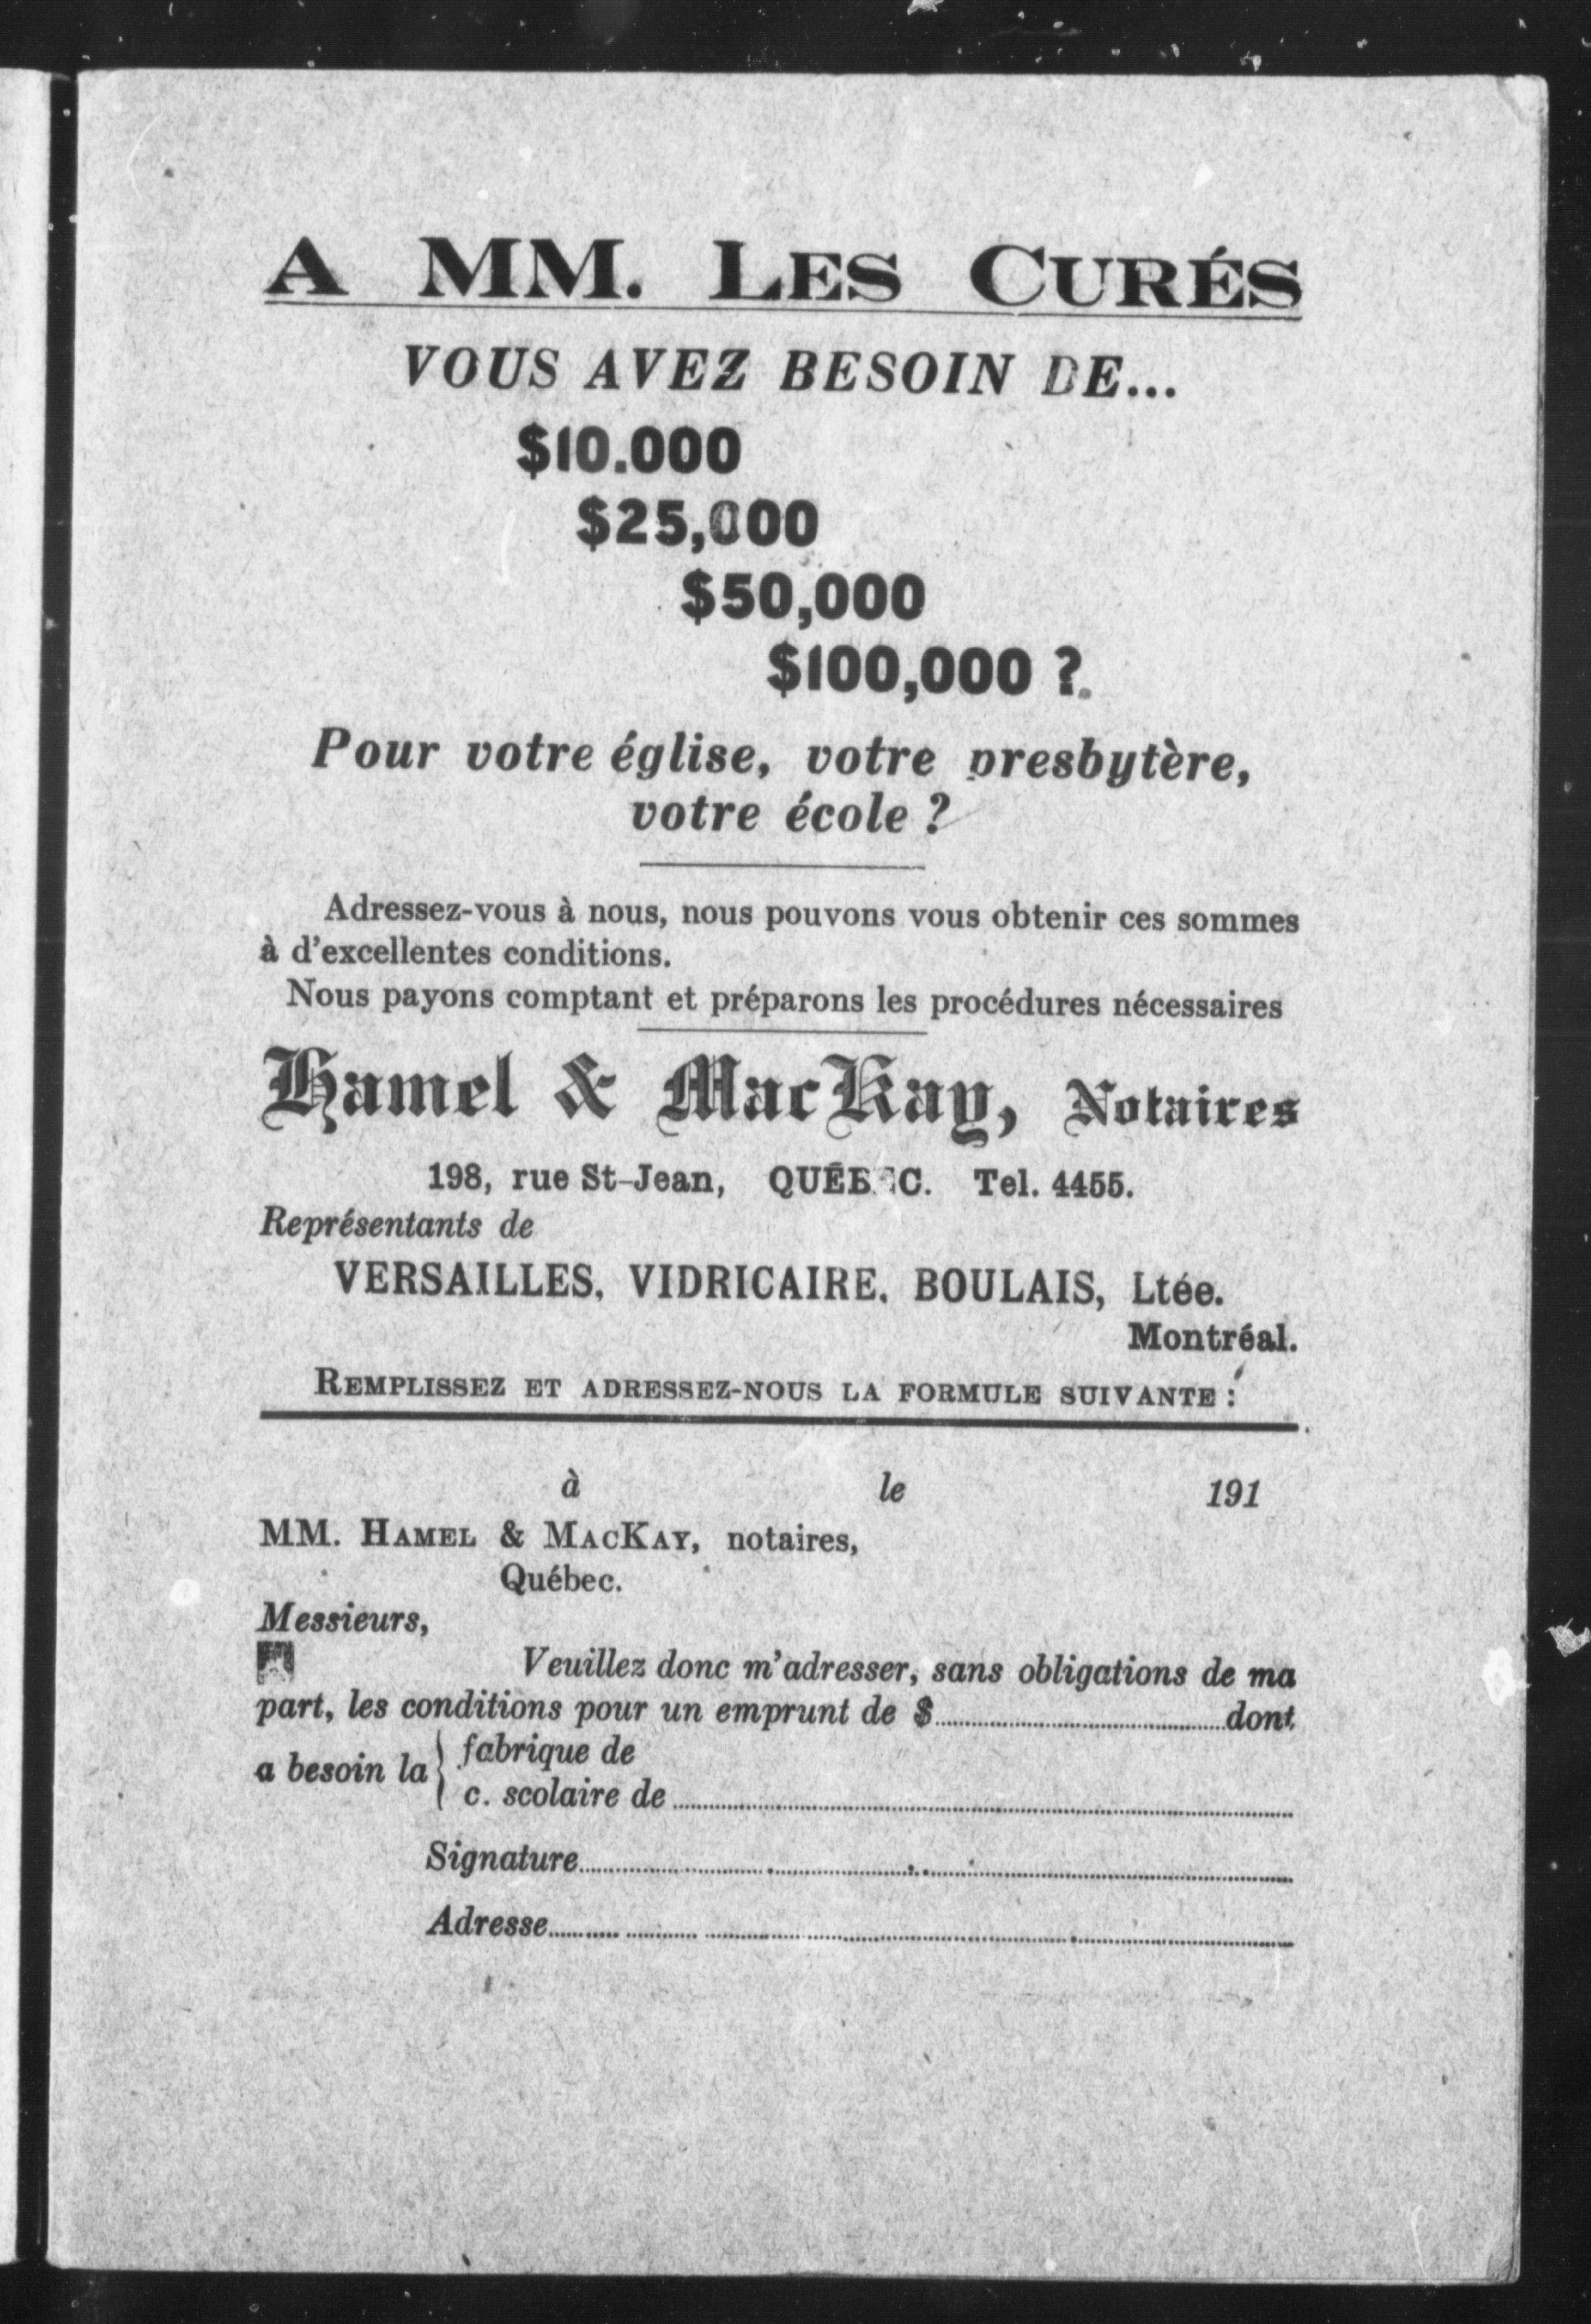 A MM. LES CURÉS
VOUS AVEZ BESOIN DE...
$10.000
$25,000
$50,000
$100,000 ?
Pour votre église, votre presbytère,
votre école ?
Adressez-vous à nous, nous pouvons vous obtenir ces sommes
à d'excellentes conditions.
Nous payons comptant et préparons les procédures nécessaires
Hamel & MacKay, Notaires
198, rue St-Jean, QUÉBEC. Tel. 4455.
Représentants de
VERSAILLES, VIDRICAIRE, BOULAIS, Ltée.
Montréal.
REMPLISSEZ ET ADRESSEZ-NOUS LA FORMULE SUIVANTE :
à le 191
MM. HAMEL & MACKAY, notaires,
Québec.
Messieurs,
Veuillez donc m'adresser, sans obligations de ma
part, les conditions pour un emprunt de $ dont
a besoin la { fabrique de
c. scolaire de
Signature
Adresse